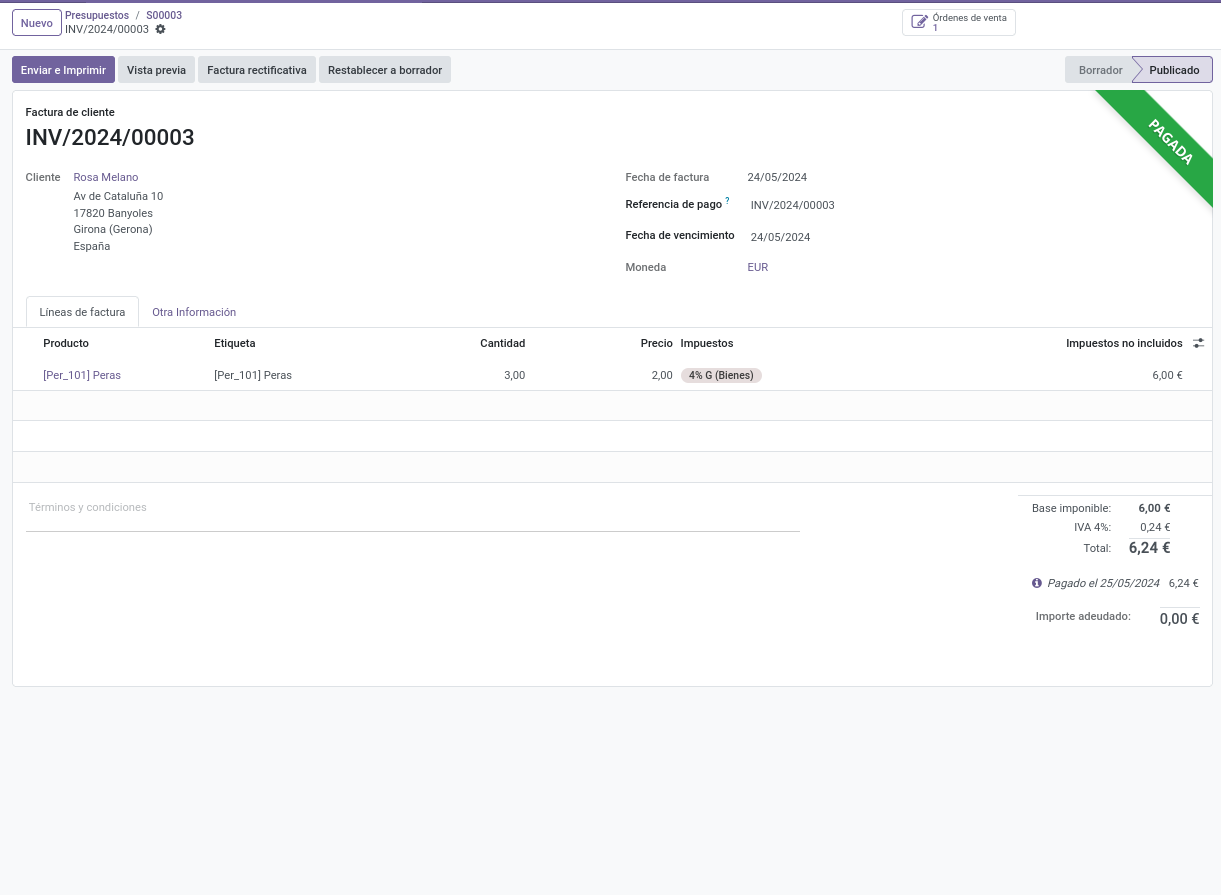 Nuevo
Presupuestos / S00003
INV/2024/00003
Órdenes de venta
1
Enviar e Imprimir
Vista previa
Factura rectificativa
Restablecer a borrador
Borrador
Publicado
PAGADA
Factura de cliente
INV/2024/00003
Cliente
Rosa Melano
Av de Cataluña 10
17820 Banyoles
Girona (Gerona)
España
Fecha de factura 24/05/2024
Referencia de pago ? INV/2024/00003
Fecha de vencimiento 24/05/2024
Moneda EUR
Líneas de factura
Otra Información
Producto Etiqueta Cantidad Precio Impuestos Impuestos no incluidos
[Per_101] Peras [Per_101] Peras 3,00 2,00 4% G (Bienes) 6,00 €
Términos y condiciones
Base imponible: 6,00 €
IVA 4%: 0,24 €
Total: 6,24 €
Pagado el 25/05/2024 6,24 €
Importe adeudado: 0,00 €